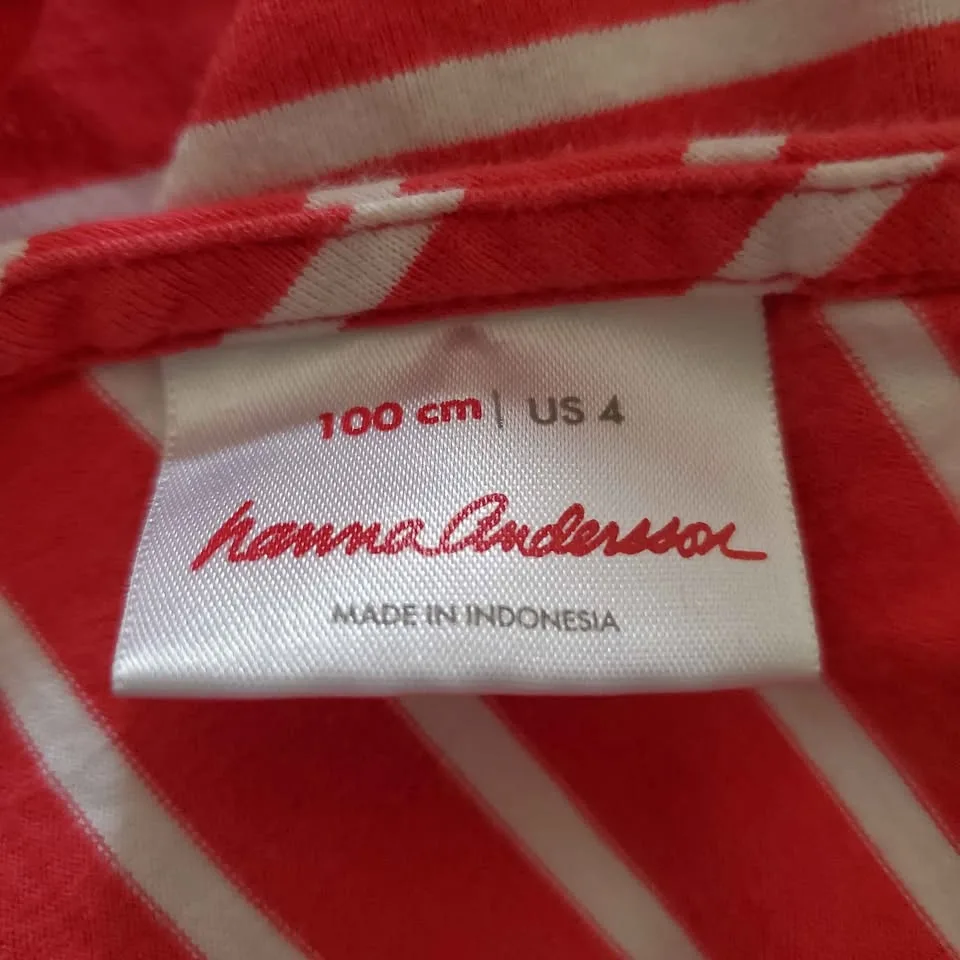 100 cm | US 4
hanna Andersson
MADE IN INDONESIA